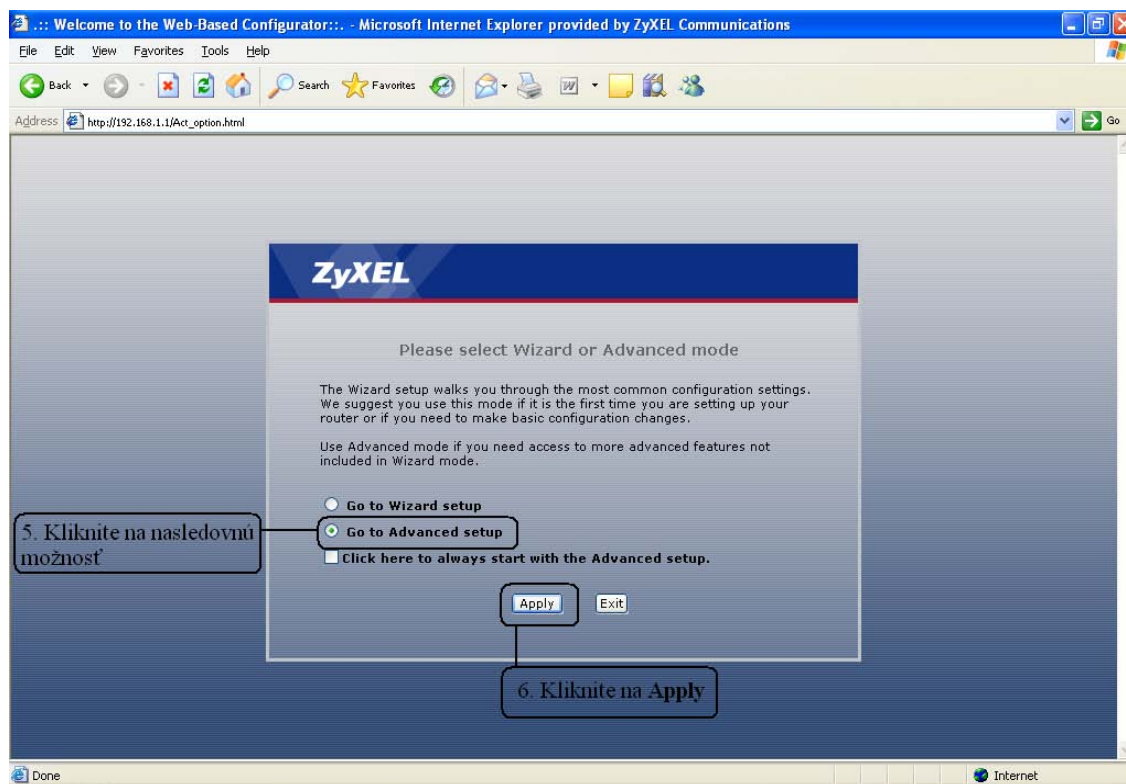 .:: Welcome to the Web-Based Configurator::. - Microsoft Internet Explorer provided by ZyXEL Communications
File Edit View Favorites Tools Help
Back Search Favorites
Address http://192.168.1.1/Act_option.html Go
ZyXEL
Please select Wizard or Advanced mode
The Wizard setup walks you through the most common configuration settings.
We suggest you use this mode if it is the first time you are setting up your
router or if you need to make basic configuration changes.
Use Advanced mode if you need access to more advanced features not
included in Wizard mode.
Go to Wizard setup
5. Kliknite na nasledovnú
možnosť
Go to Advanced setup
Click here to always start with the Advanced setup.
Apply Exit
6. Kliknite na Apply
Done Internet